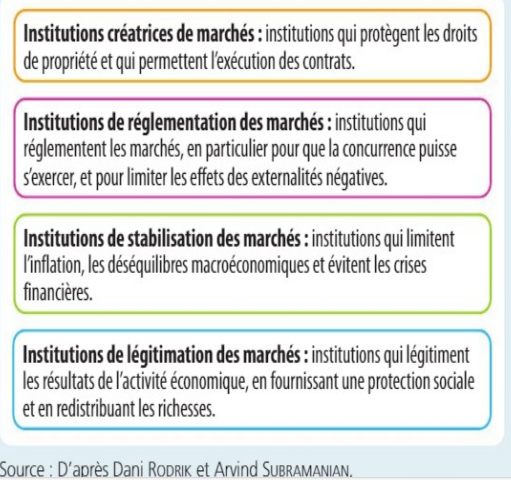 Institutions créatrices de marchés : institutions qui protègent les droits
de propriété et qui permettent l'exécution des contrats.
Institutions de réglementation des marchés : institutions qui
réglementent les marchés, en particulier pour que la concurrence puisse
s'exercer, et pour limiter les effets des externalités négatives.
Institutions de stabilisation des marchés : institutions qui limitent
l'inflation, les déséquilibres macroéconomiques et évitent les crises
financières.
Institutions de légitimation des marchés : institutions qui légitiment
les résultats de l'activité économique, en fournissant une protection sociale
et en redistribuant les richesses.
Source : D'après Dani RODRIK et Arvind SUBRAMANIAN.